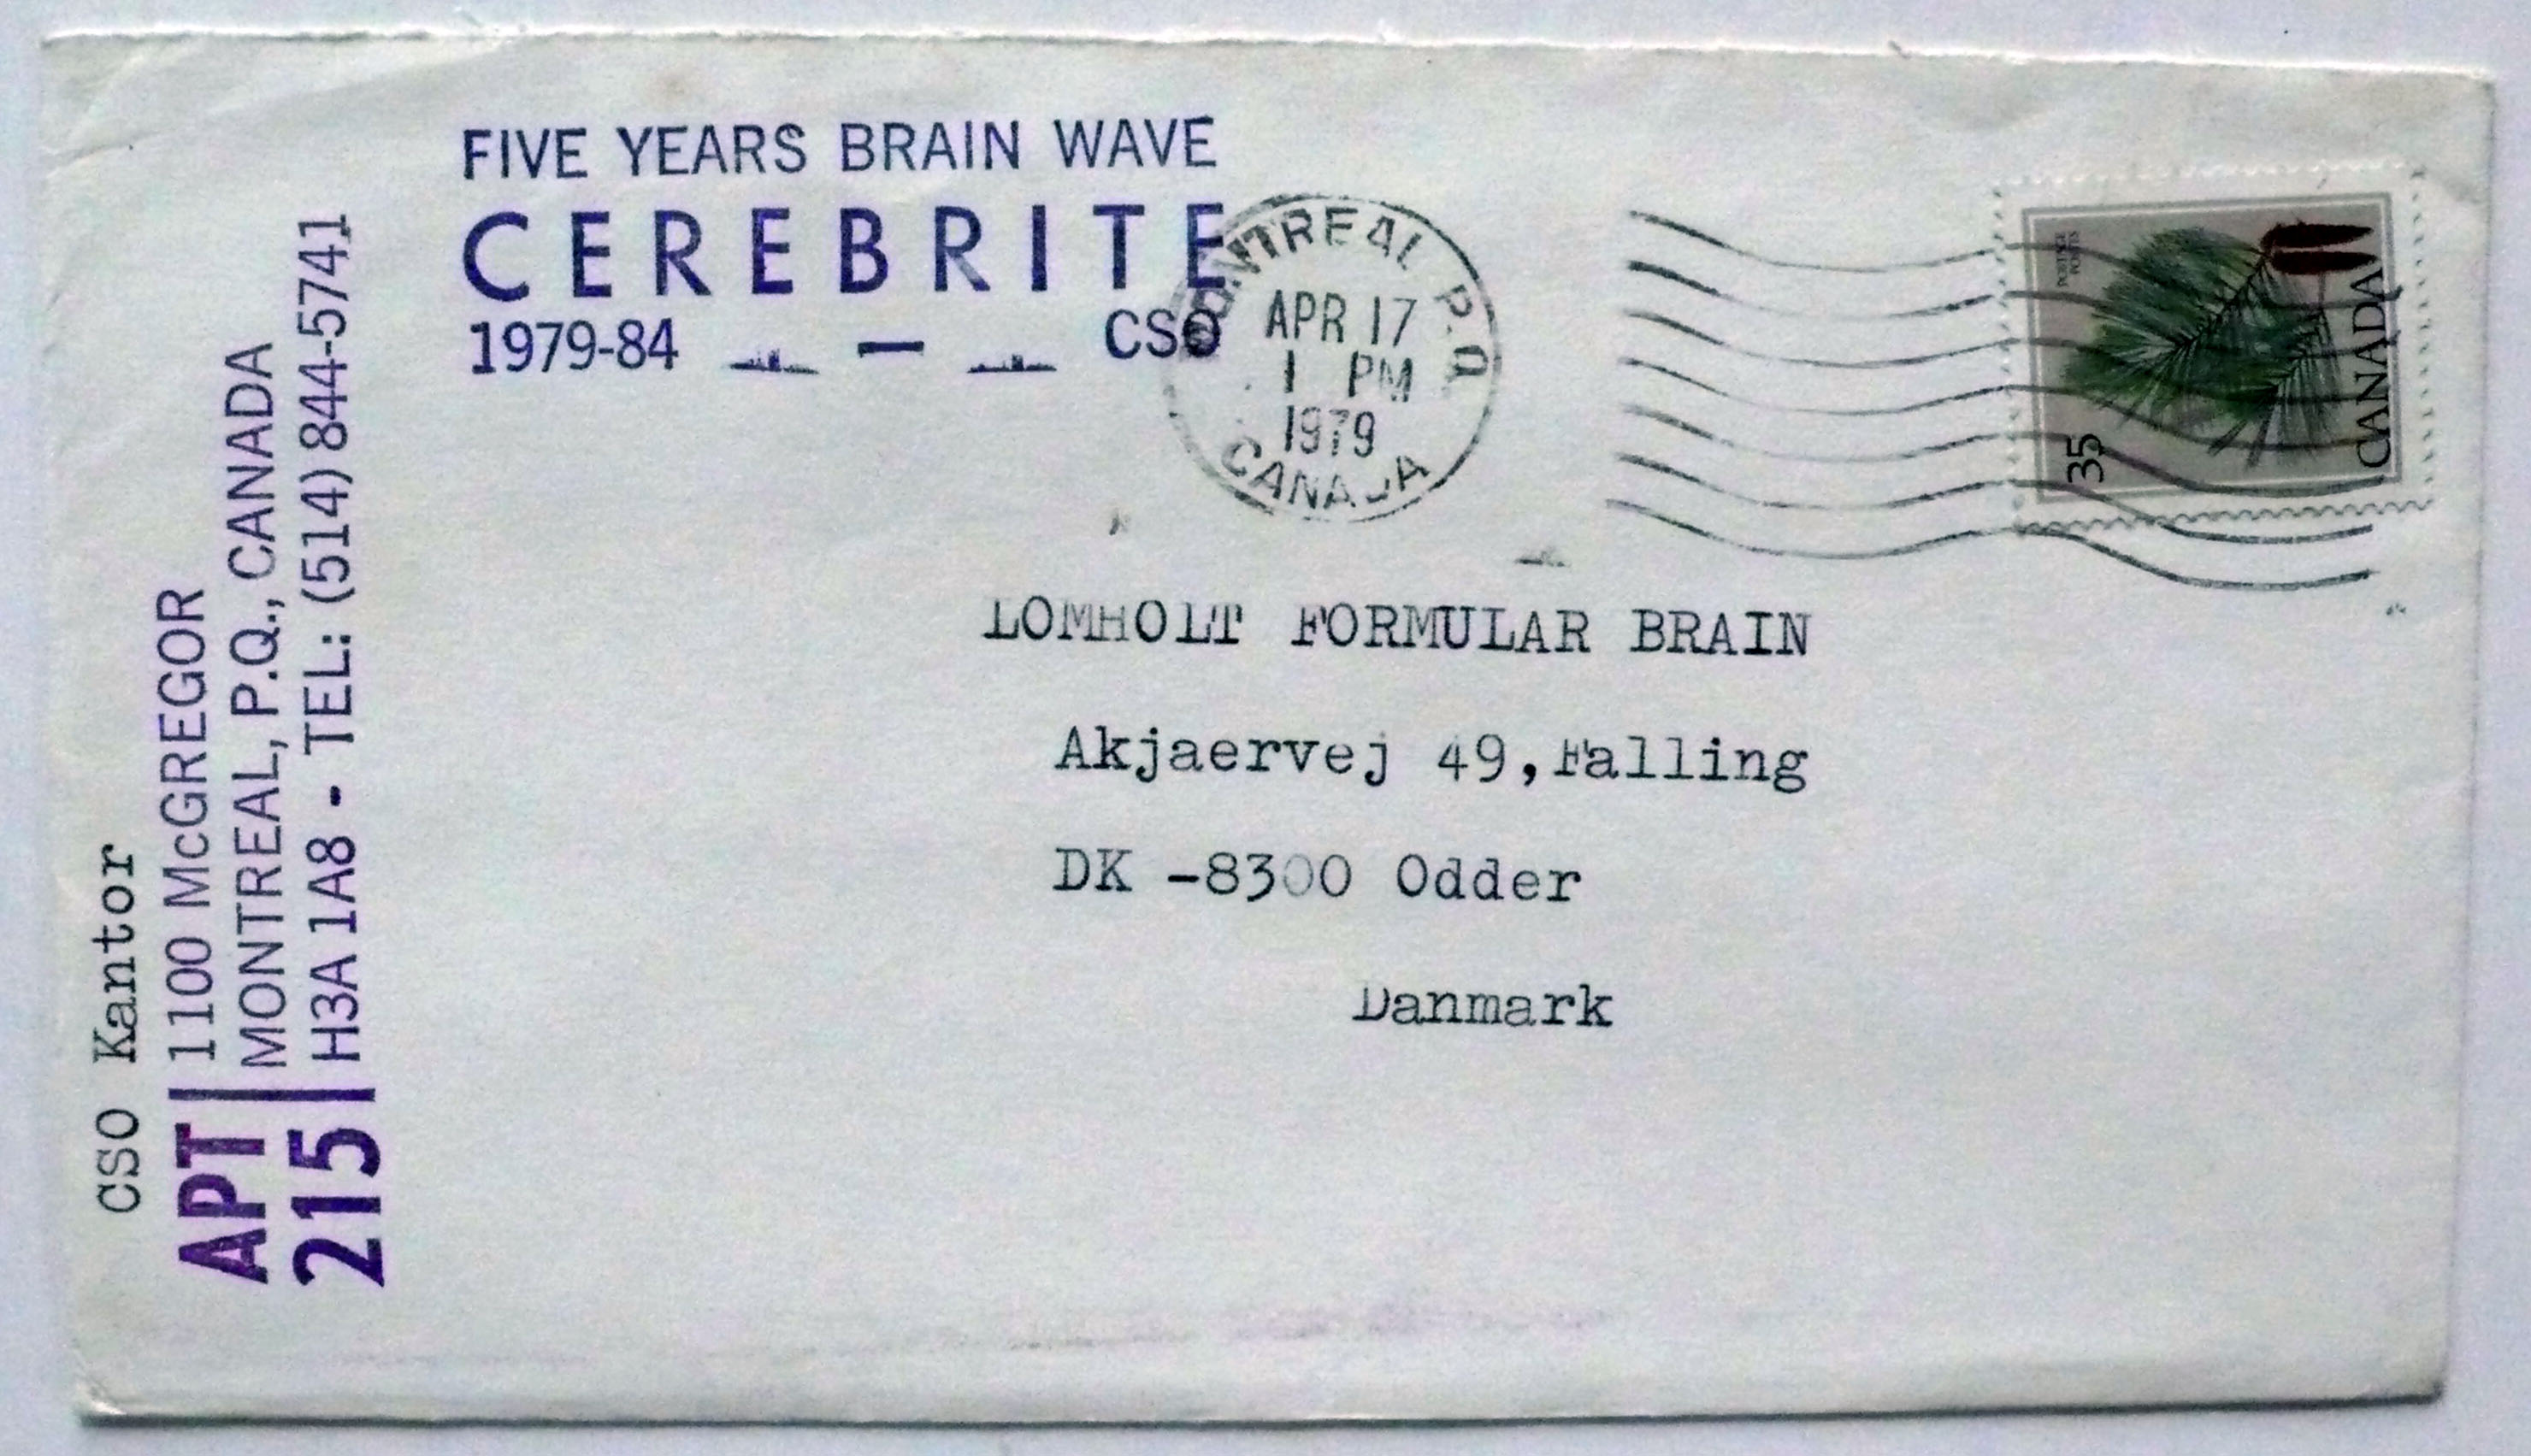 FIVE YEARS BRAIN WAVE
CEREBRITE
1979-84 — CSO
MONTREAL P.Q.
APR 17
1 PM
1979
CANADA
POSTAGE
POSTES
35
CANADA
LOMHOLT FORMULAR BRAIN
Akjaervej 49,Falling
DK -8300 Odder
Danmark
CSO Kantor
APT 215
1100 McGREGOR
MONTREAL, P.Q., CANADA
H3A 1A8 - TEL: (514) 844-5741